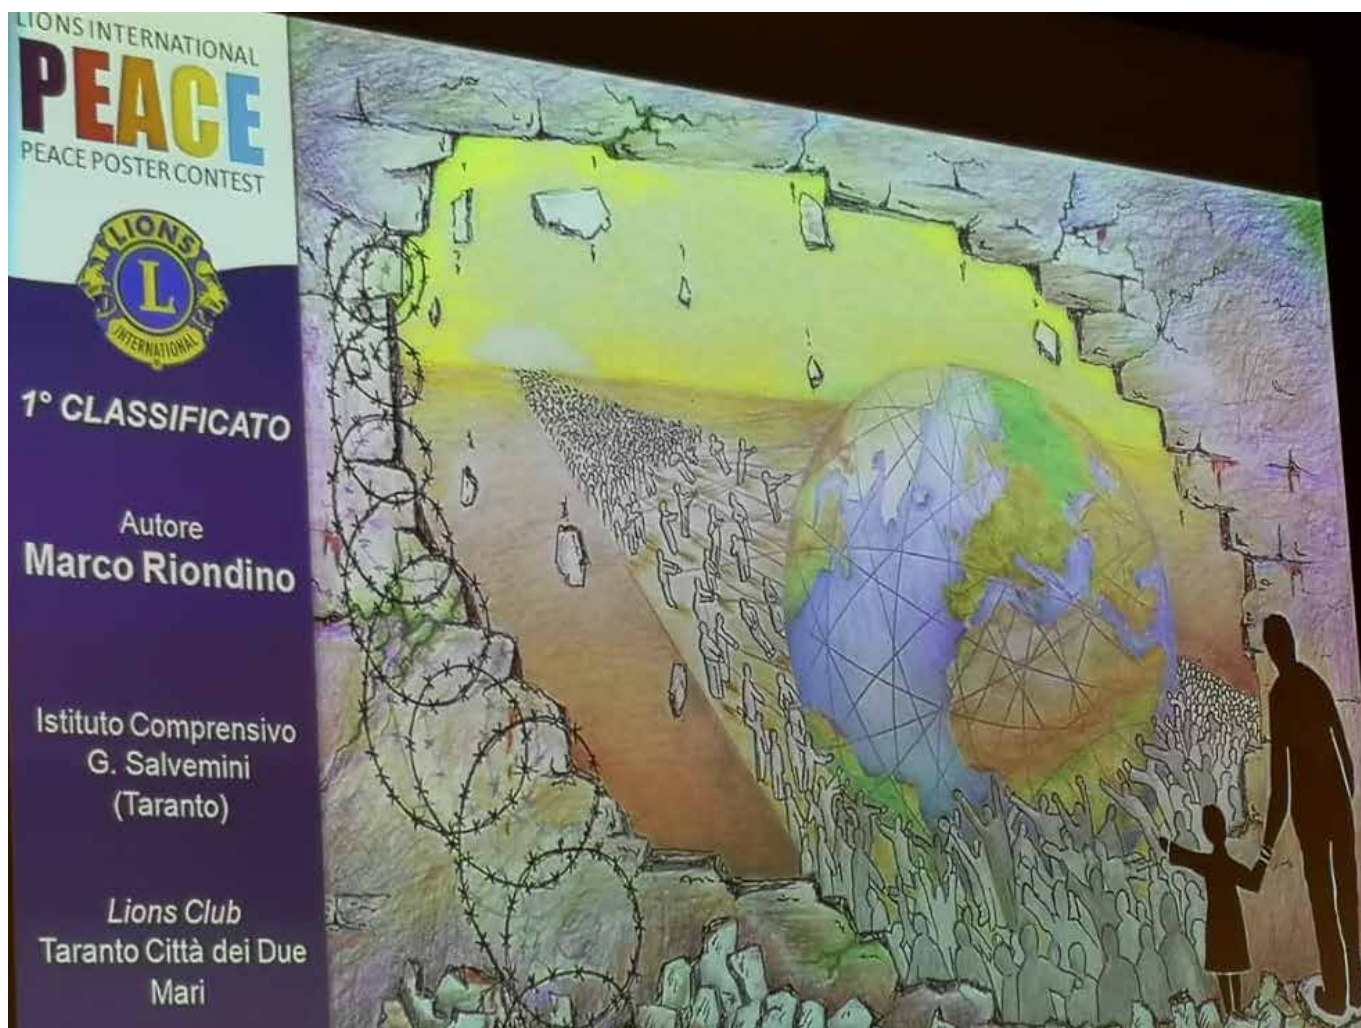 LIONS INTERNATIONAL
PEACE
PEACE POSTER CONTEST
LIONS
L
INTERNATIONAL
1° CLASSIFICATO
Autore
Marco Riondino
Istituto Comprensivo
G. Salvemini
(Taranto)
Lions Club
Taranto Città dei Due
Mari